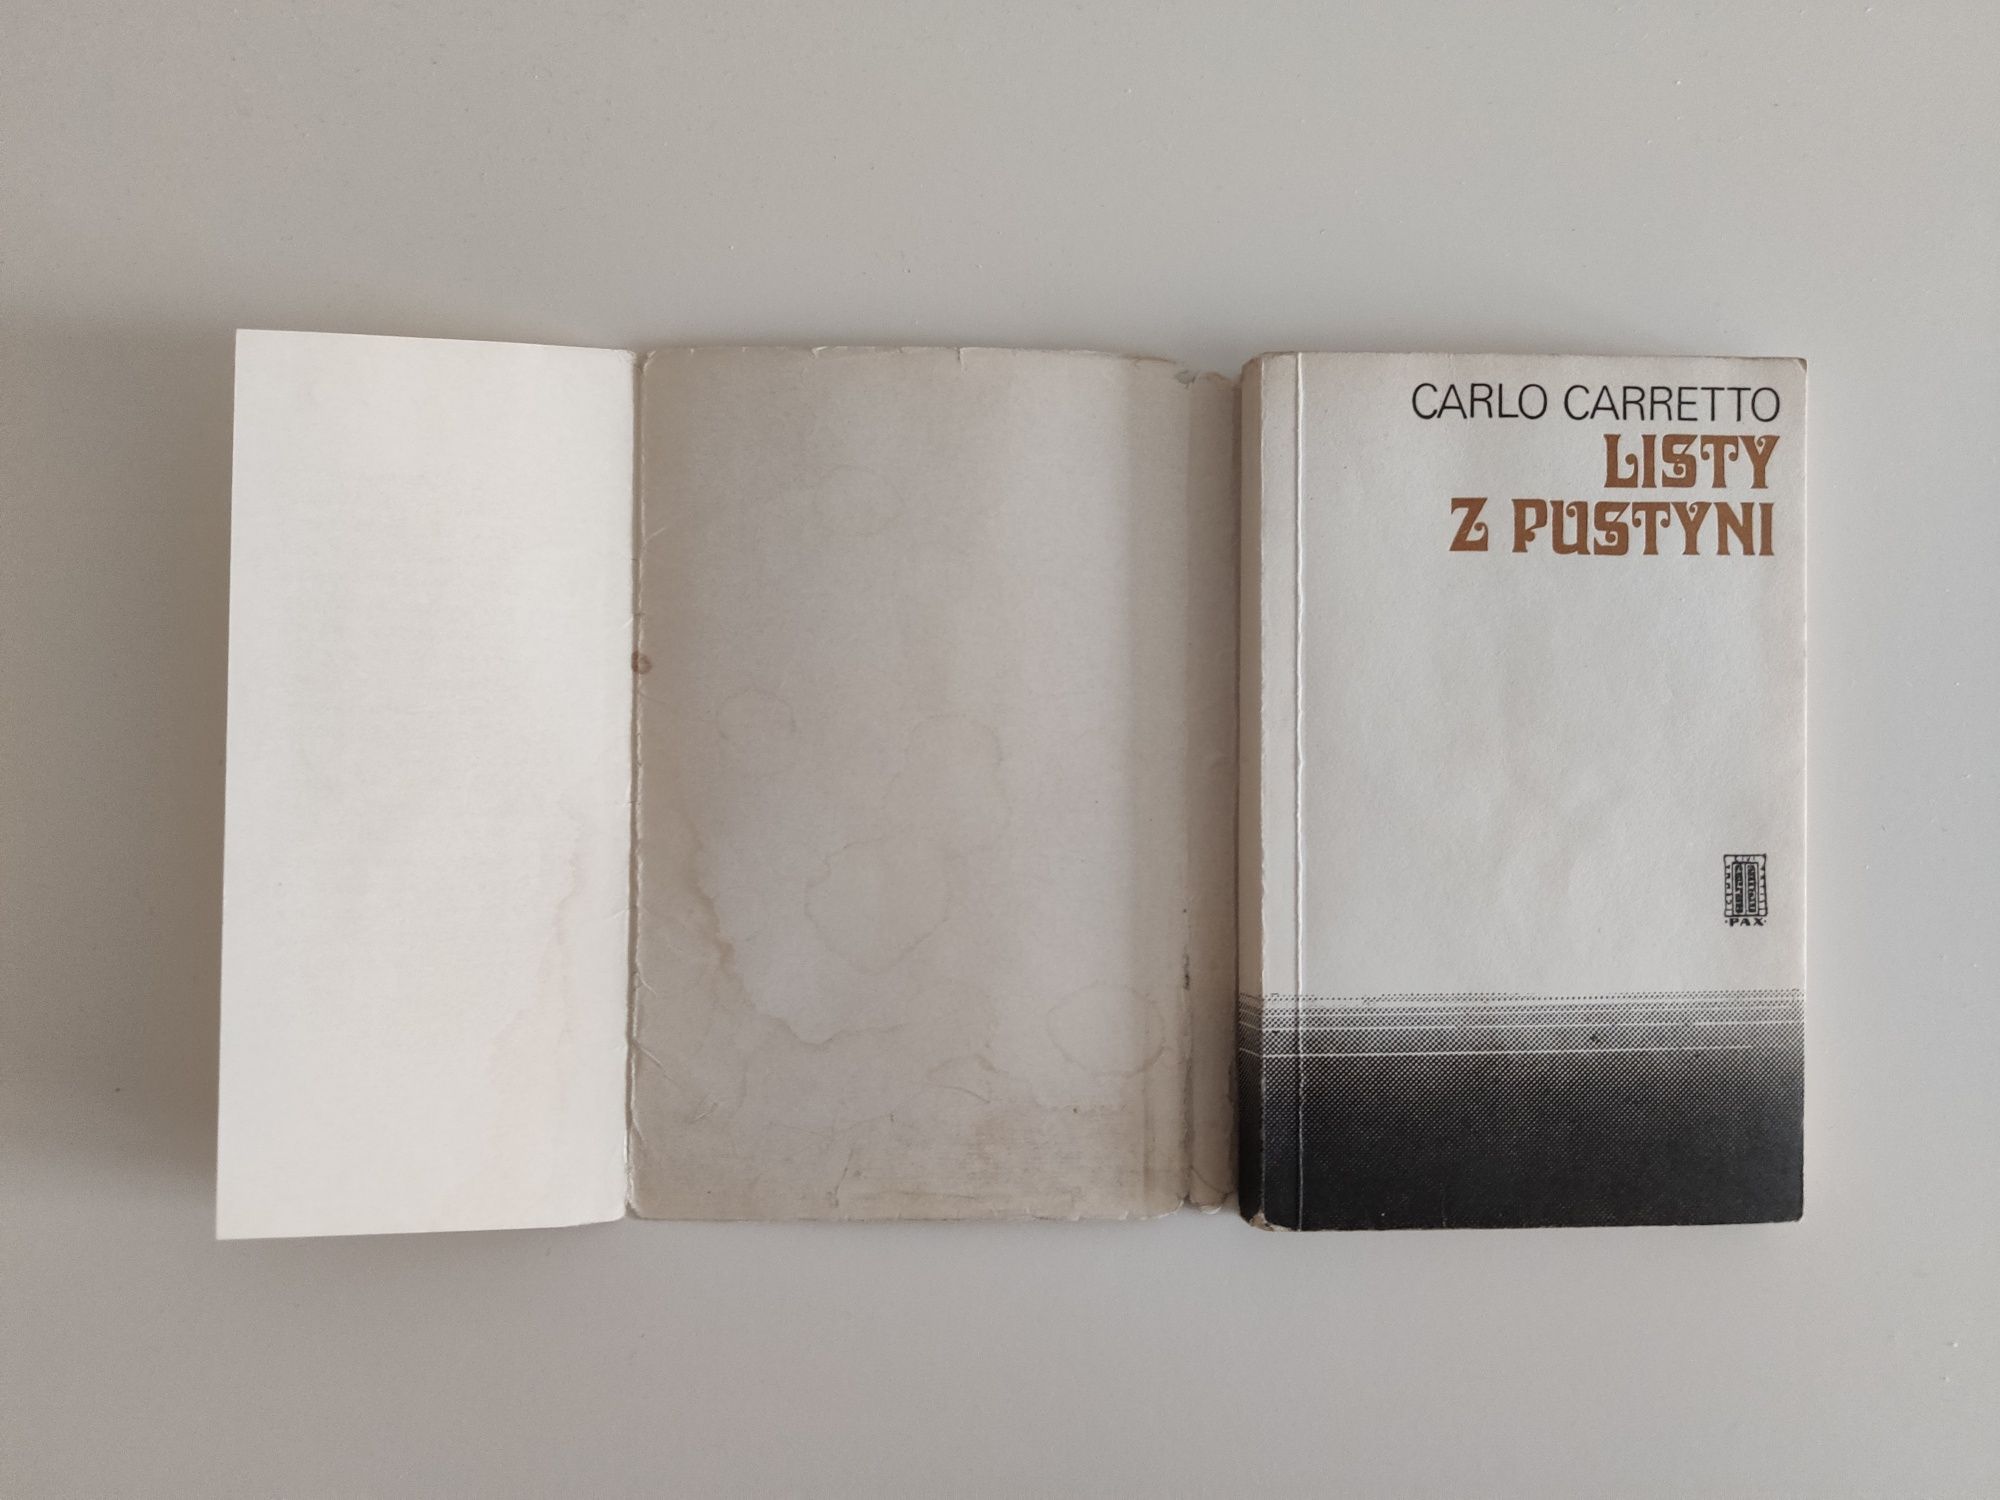 CARLO CARRETTO
LISTY
Z PUSTYNI
·PAX·